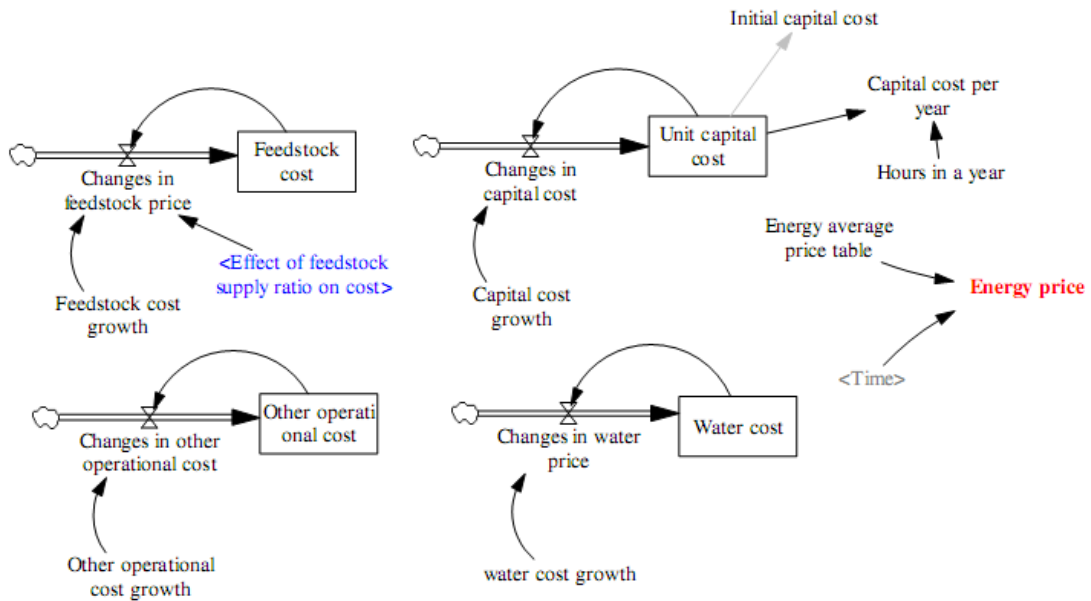 Initial capital cost
Feedstock
cost
Changes in
feedstock price
<Effect of feedstock
supply ratio on cost>
Feedstock cost
growth
Unit capital
cost
Changes in
capital cost
Capital cost
growth
Capital cost per
year
Hours in a year
Energy average
price table
Energy price
<Time>
Other operati
onal cost
Changes in other
operational cost
Other operational
cost growth
Water cost
Changes in water
price
water cost growth